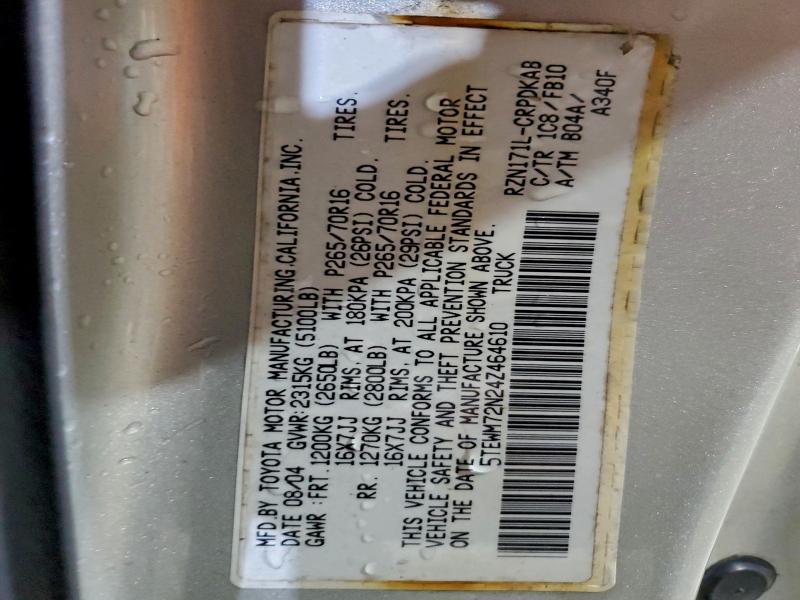 MFD.BY TOYOTA MOTOR MANUFACTURING,CALIFORNIA,INC.
DATE 08/04 GVWR:2315KG (5100LB)
GAWR :FRT.1200KG (2650LB) WITH P265/70R16 TIRES.
16X7JJ RIMS, AT 180KPA (26PSI) COLD.
RR. 1270KG (2800LB) WITH P265/70R16 TIRES.
16X7JJ RIMS, AT 200KPA (29PSI) COLD.
THIS VEHICLE CONFORMS TO ALL APPLICABLE FEDERAL MOTOR
VEHICLE SAFETY AND THEFT PREVENTION STANDARDS IN EFFECT
ON THE DATE OF MANUFACTURE SHOWN ABOVE.
5TEWM72N24Z464610 TRUCK
RZN171L-CRPDKAB
C/TR 1C8/FB10
A/TM B04A/
A340F